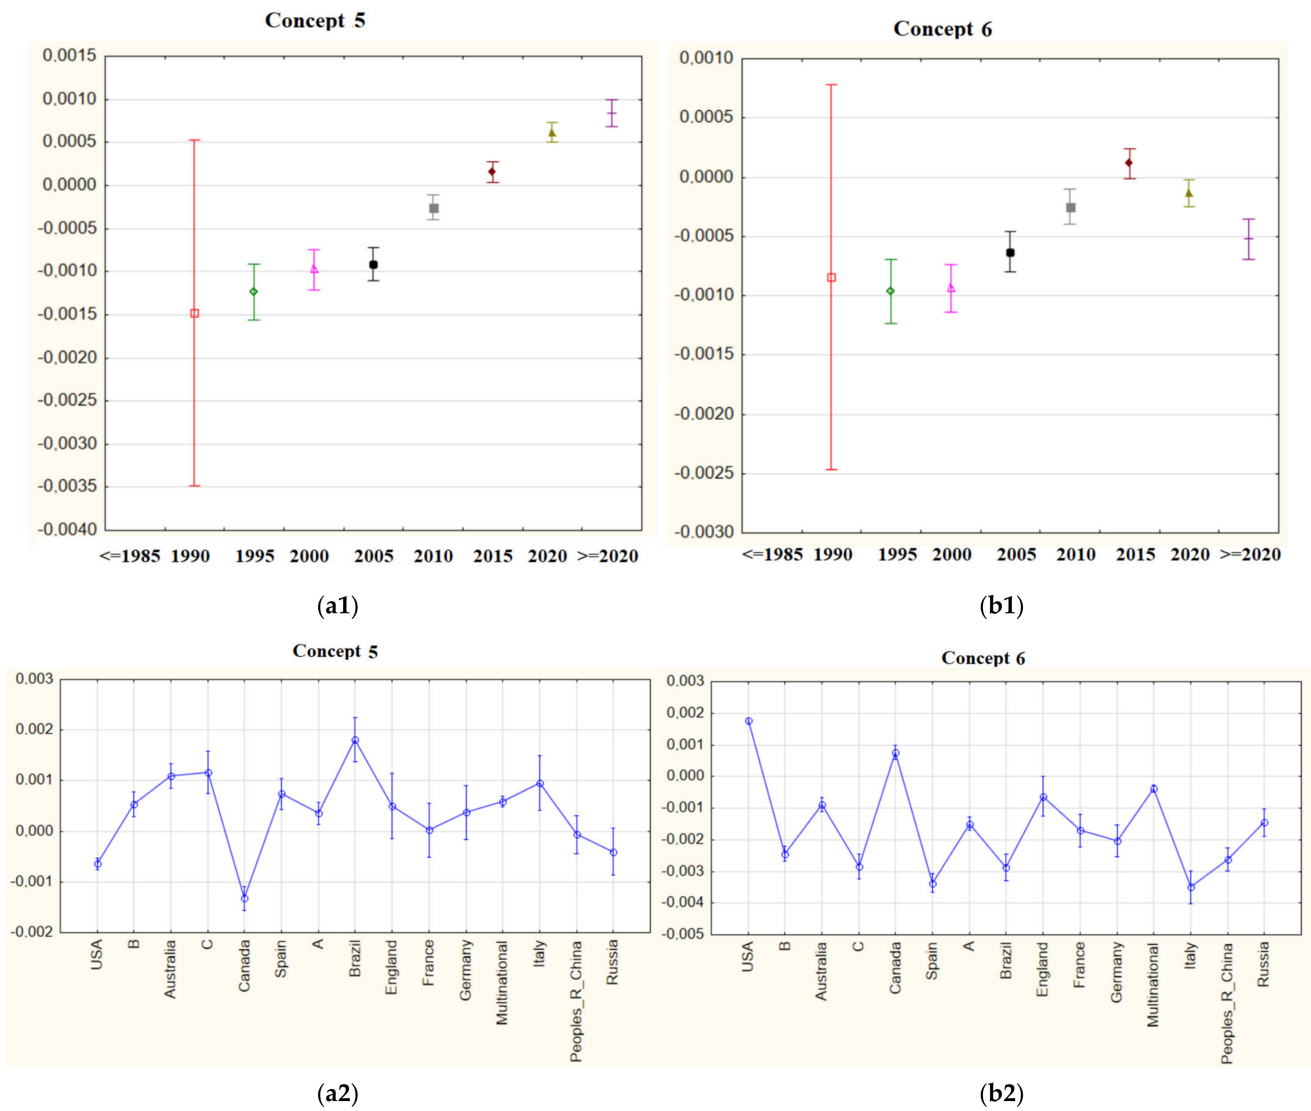 Concept 5
0,0015
0,0010
0,0005
0,0000
-0,0005
-0,0010
-0,0015
-0,0020
-0,0025
-0,0030
-0,0035
-0,0040
<=1985 1990 1995 2000 2005 2010 2015 2020 >=2020
(a1)
Concept 6
0,0010
0,0005
0,0000
-0,0005
-0,0010
-0,0015
-0,0020
-0,0025
-0,0030
<=1985 1990 1995 2000 2005 2010 2015 2020 >=2020
(b1)
Concept 5
0,003
0,002
0,001
0,000
-0,001
-0,002
USA
B
Australia
C
Canada
Spain
A
Brazil
England
France
Germany
Multinational
Italy
Peoples_R_China
Russia
(a2)
Concept 6
0,003
0,002
0,001
0,000
-0,001
-0,002
-0,003
-0,004
-0,005
USA
B
Australia
C
Canada
Spain
A
Brazil
England
France
Germany
Multinational
Italy
Peoples_R_China
Russia
(b2)